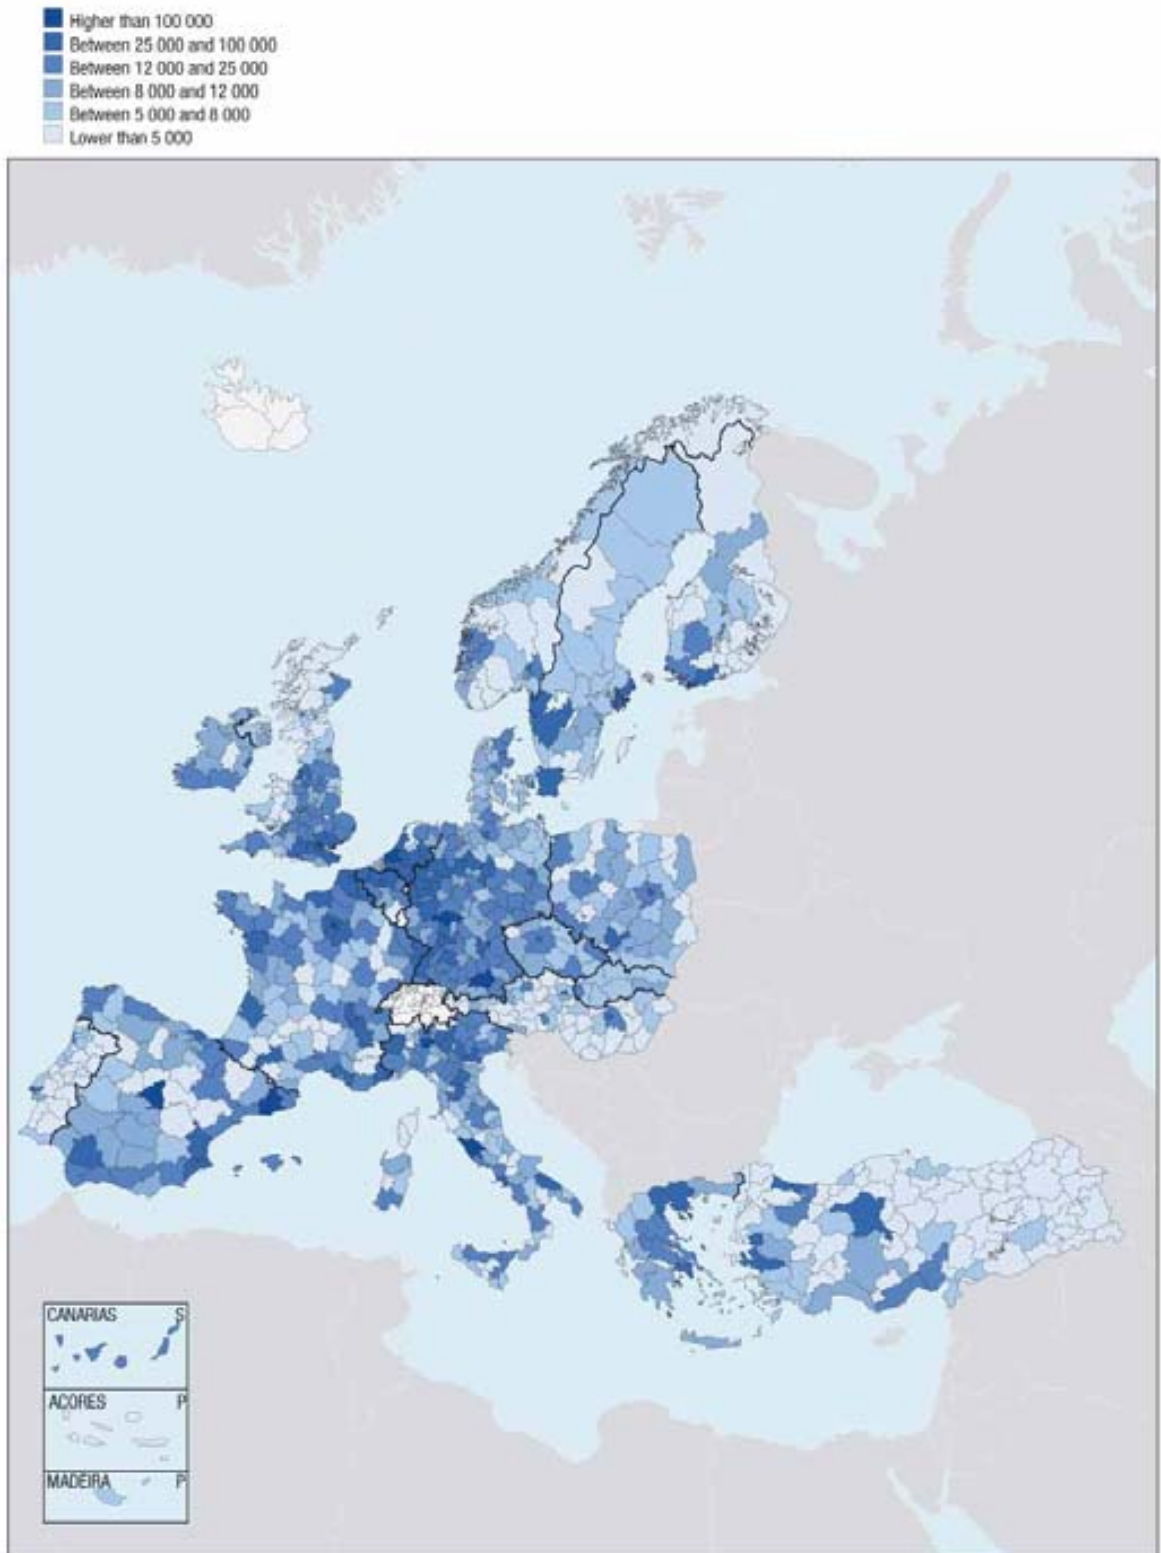 Higher than 100 000
Between 25 000 and 100 000
Between 12 000 and 25 000
Between 8 000 and 12 000
Between 5 000 and 8 000
Lower than 5 000
CANARIAS S
ACORES P
MADEIRA P